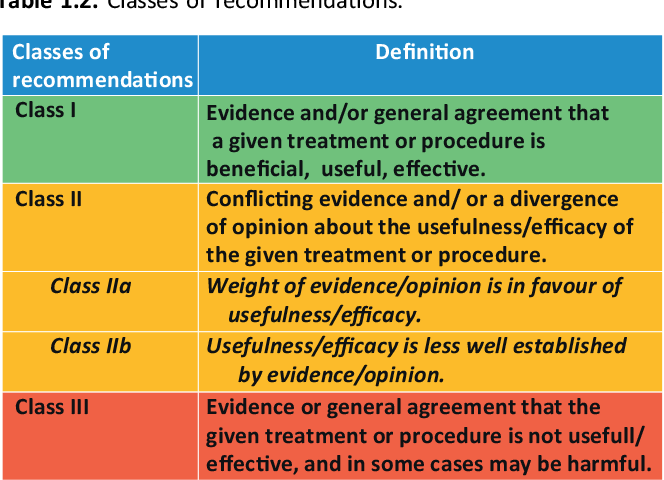 Table 1.2. Classes of recommendations.
Classes of
recommendations
Definition
Class I
Evidence and/or general agreement that
a given treatment or procedure is
beneficial, useful, effective.
Class II
Conflicting evidence and/ or a divergence
of opinion about the usefulness/efficacy of
the given treatment or procedure.
Class IIa
Weight of evidence/opinion is in favour of
usefulness/efficacy.
Class IIb
Usefulness/efficacy is less well established
by evidence/opinion.
Class III
Evidence or general agreement that the
given treatment or procedure is not usefull/
effective, and in some cases may be harmful.